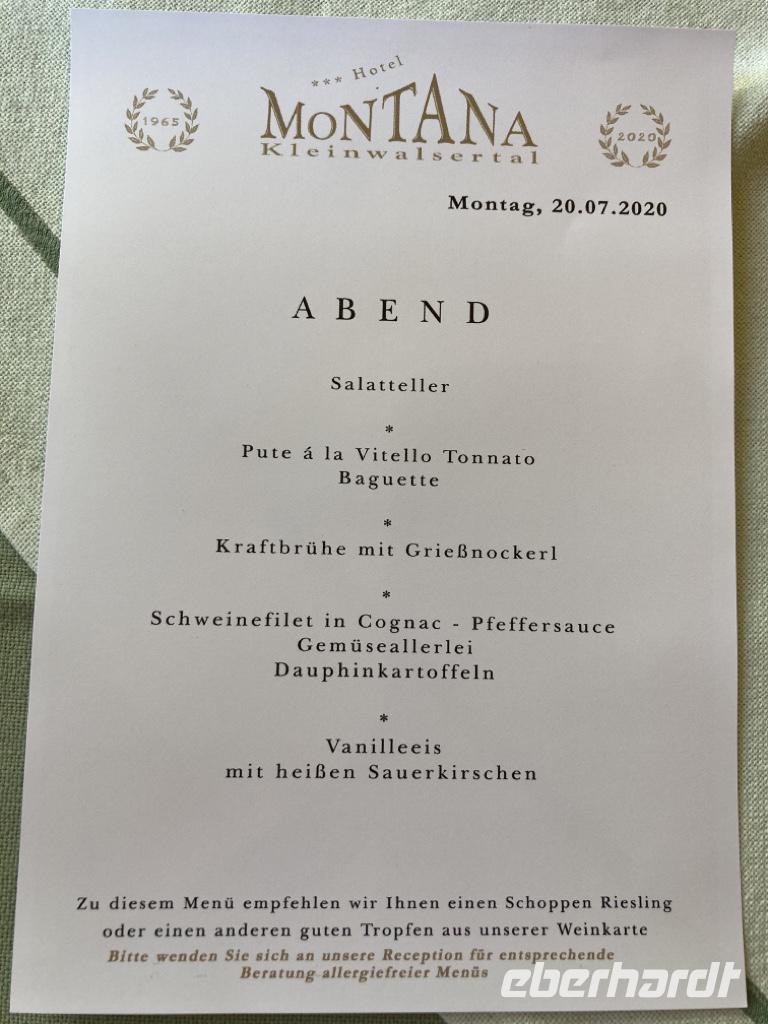 *** Hotel
MONTANA
Kleinwalsertal
1965
2020
Montag, 20.07.2020
ABEND
Salatteller
*
Pute á la Vitello Tonnato
Baguette
*
Kraftbrühe mit Grießnockerl
*
Schweinefilet in Cognac - Pfeffersauce
Gemüseallerlei
Dauphinkartoffeln
*
Vanilleeis
mit heißen Sauerkirschen
Zu diesem Menü empfehlen wir Ihnen einen Schoppen Riesling
oder einen anderen guten Tropfen aus unserer Weinkarte
Bitte wenden Sie sich an unsere Reception für entsprechende
Beratung allergiefreier Menüs
eberhardt